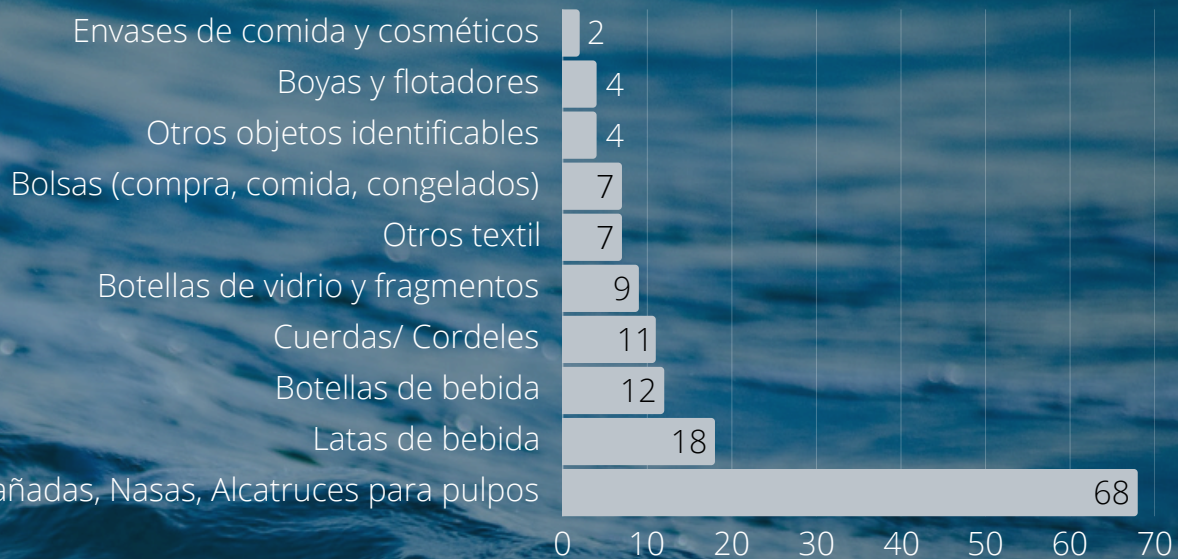 Envases de comida y cosméticos 2
Boyas y flotadores 4
Otros objetos identificables 4
Bolsas (compra, comida, congelados) 7
Otros textil 7
Botellas de vidrio y fragmentos 9
Cuerdas/ Cordeles 11
Botellas de bebida 12
Latas de bebida 18
Nasas, Alcatruces para pulpos 68
0 10 20 30 40 50 60 70